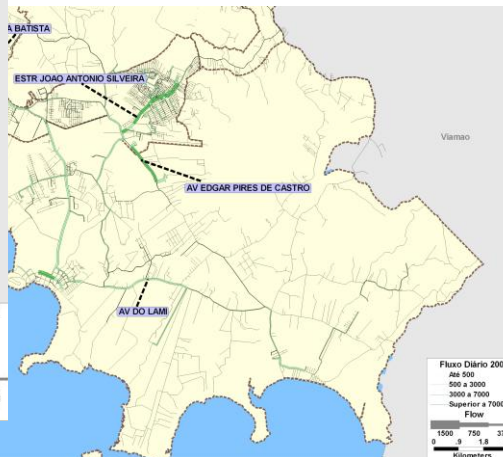 A BATISTA
ESTR JOAO ANTONIO SILVEIRA
Viamao
AV EDGAR PIRES DE CASTRO
AV DO LAMI
Fluxo Diário 200
Até 500
500 a 3000
3000 a 7000
Superior a 7000
Flow
1500 750 37
0 .9 1.8
Kilometers